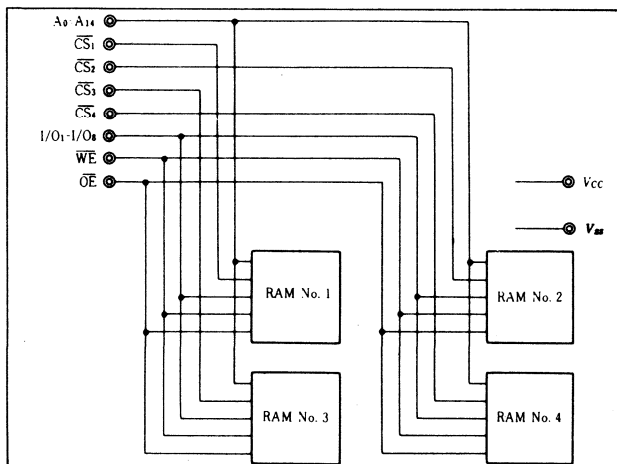 A0-A14
CS1
CS2
CS3
CS4
I/O1-I/O8
WE
OE
Vcc
Vss
RAM No. 1
RAM No. 2
RAM No. 3
RAM No. 4